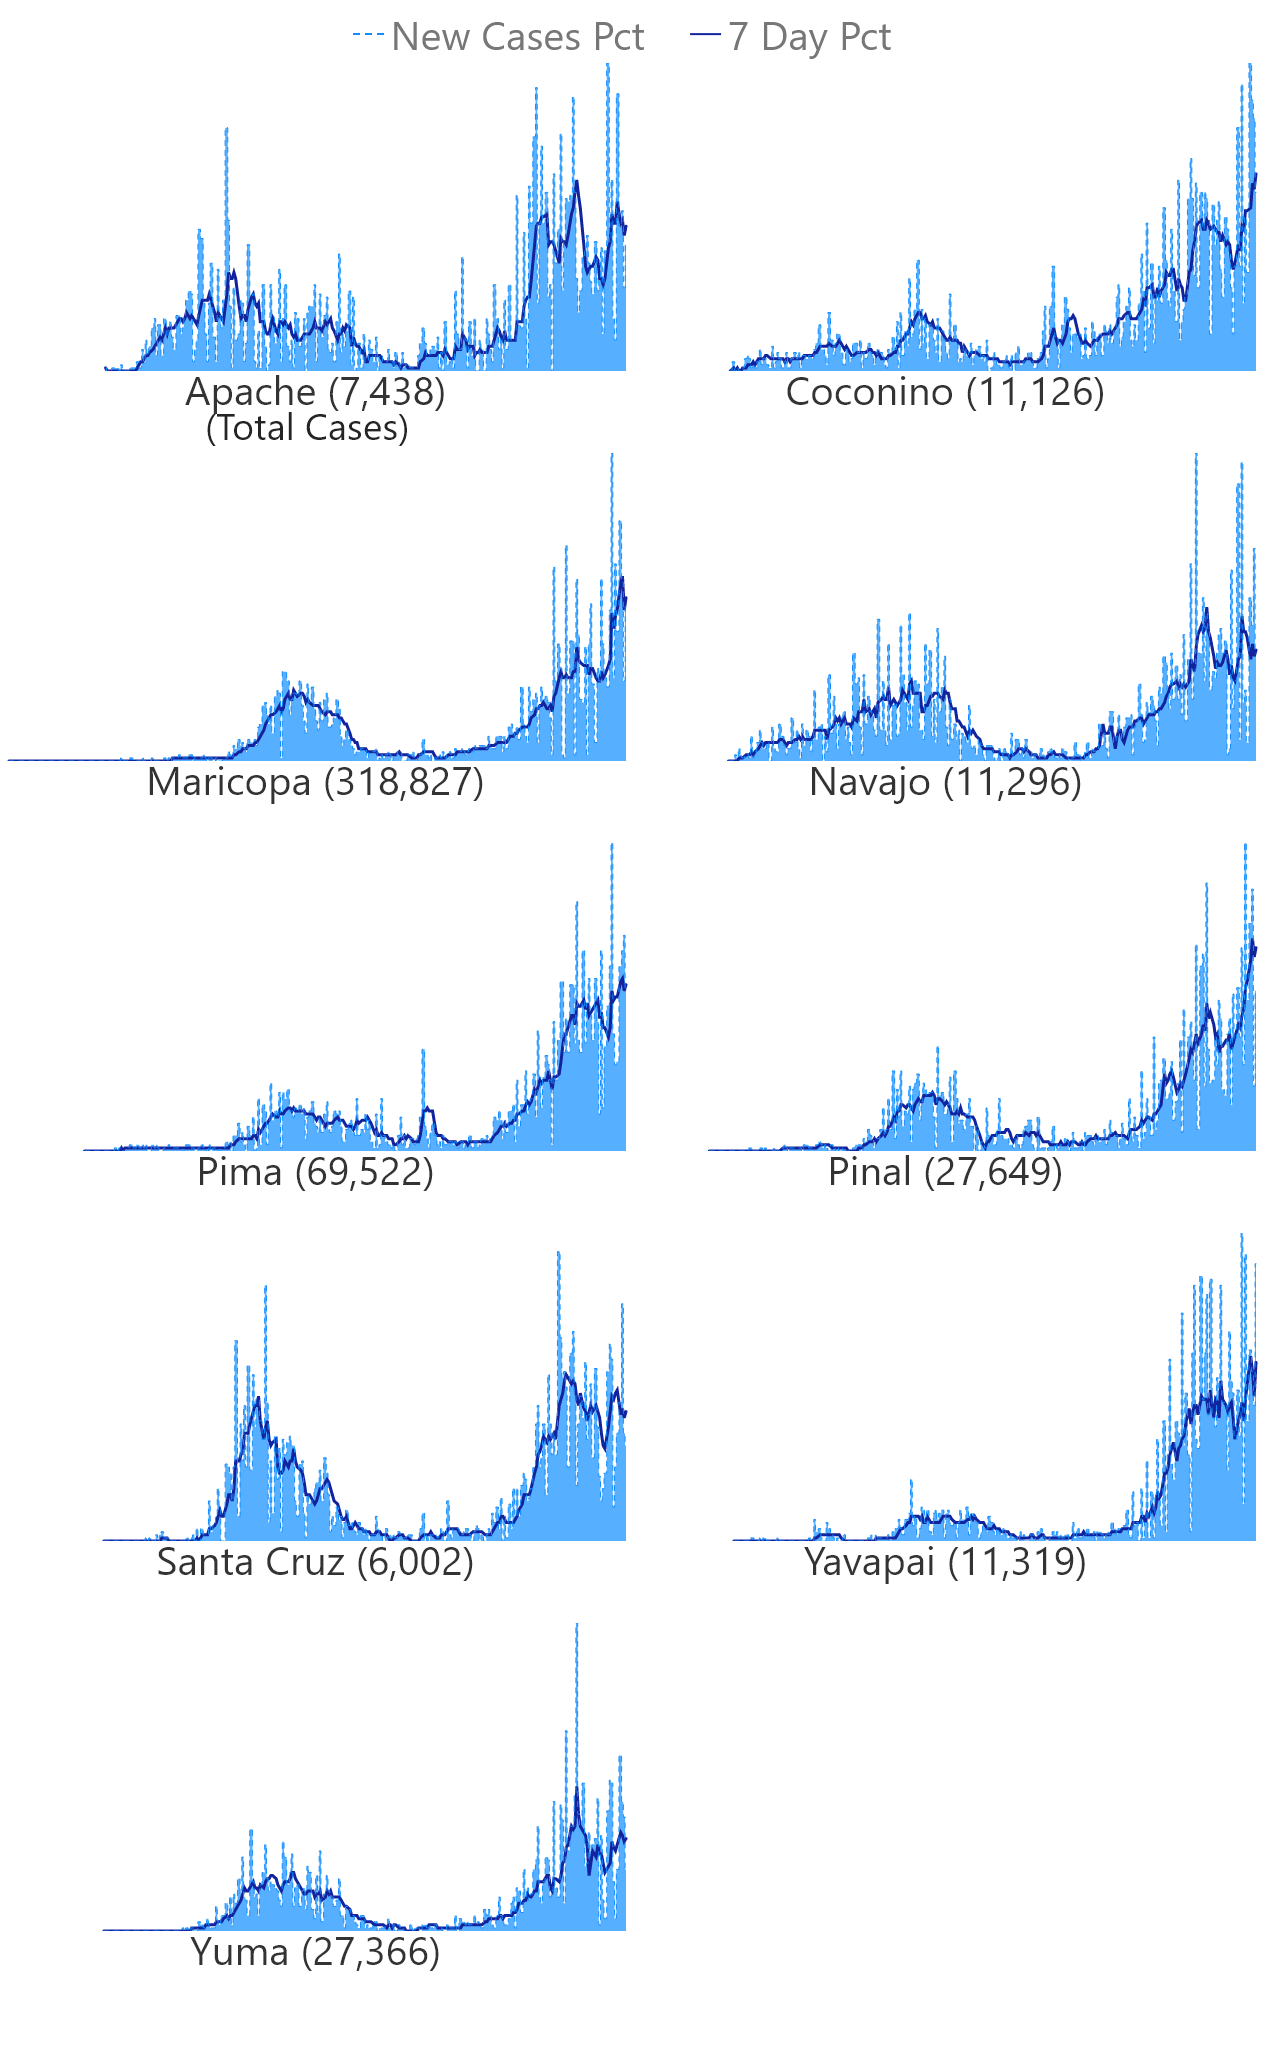 New Cases Pct 7 Day Pct
Apache (7,438) Coconino (11,126)
(Total Cases)
Maricopa (318,827) Navajo (11,296)
Pima (69,522) Pinal (27,649)
Santa Cruz (6,002) Yavapai (11,319)
Yuma (27,366)